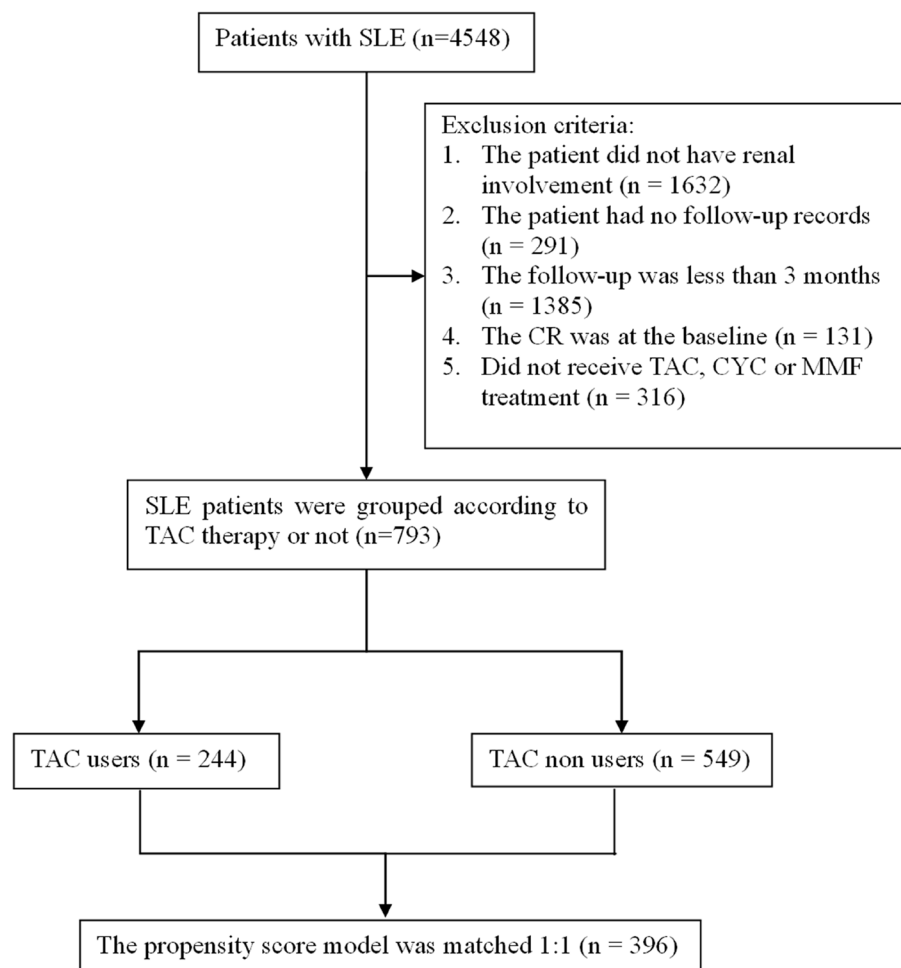 Patients with SLE (n=4548)
Exclusion criteria:
1. The patient did not have renal
involvement (n = 1632)
2. The patient had no follow-up records
(n = 291)
3. The follow-up was less than 3 months
(n = 1385)
4. The CR was at the baseline (n = 131)
5. Did not receive TAC, CYC or MMF
treatment (n = 316)
SLE patients were grouped according to
TAC therapy or not (n=793)
TAC users (n = 244)
TAC non users (n = 549)
The propensity score model was matched 1:1 (n = 396)